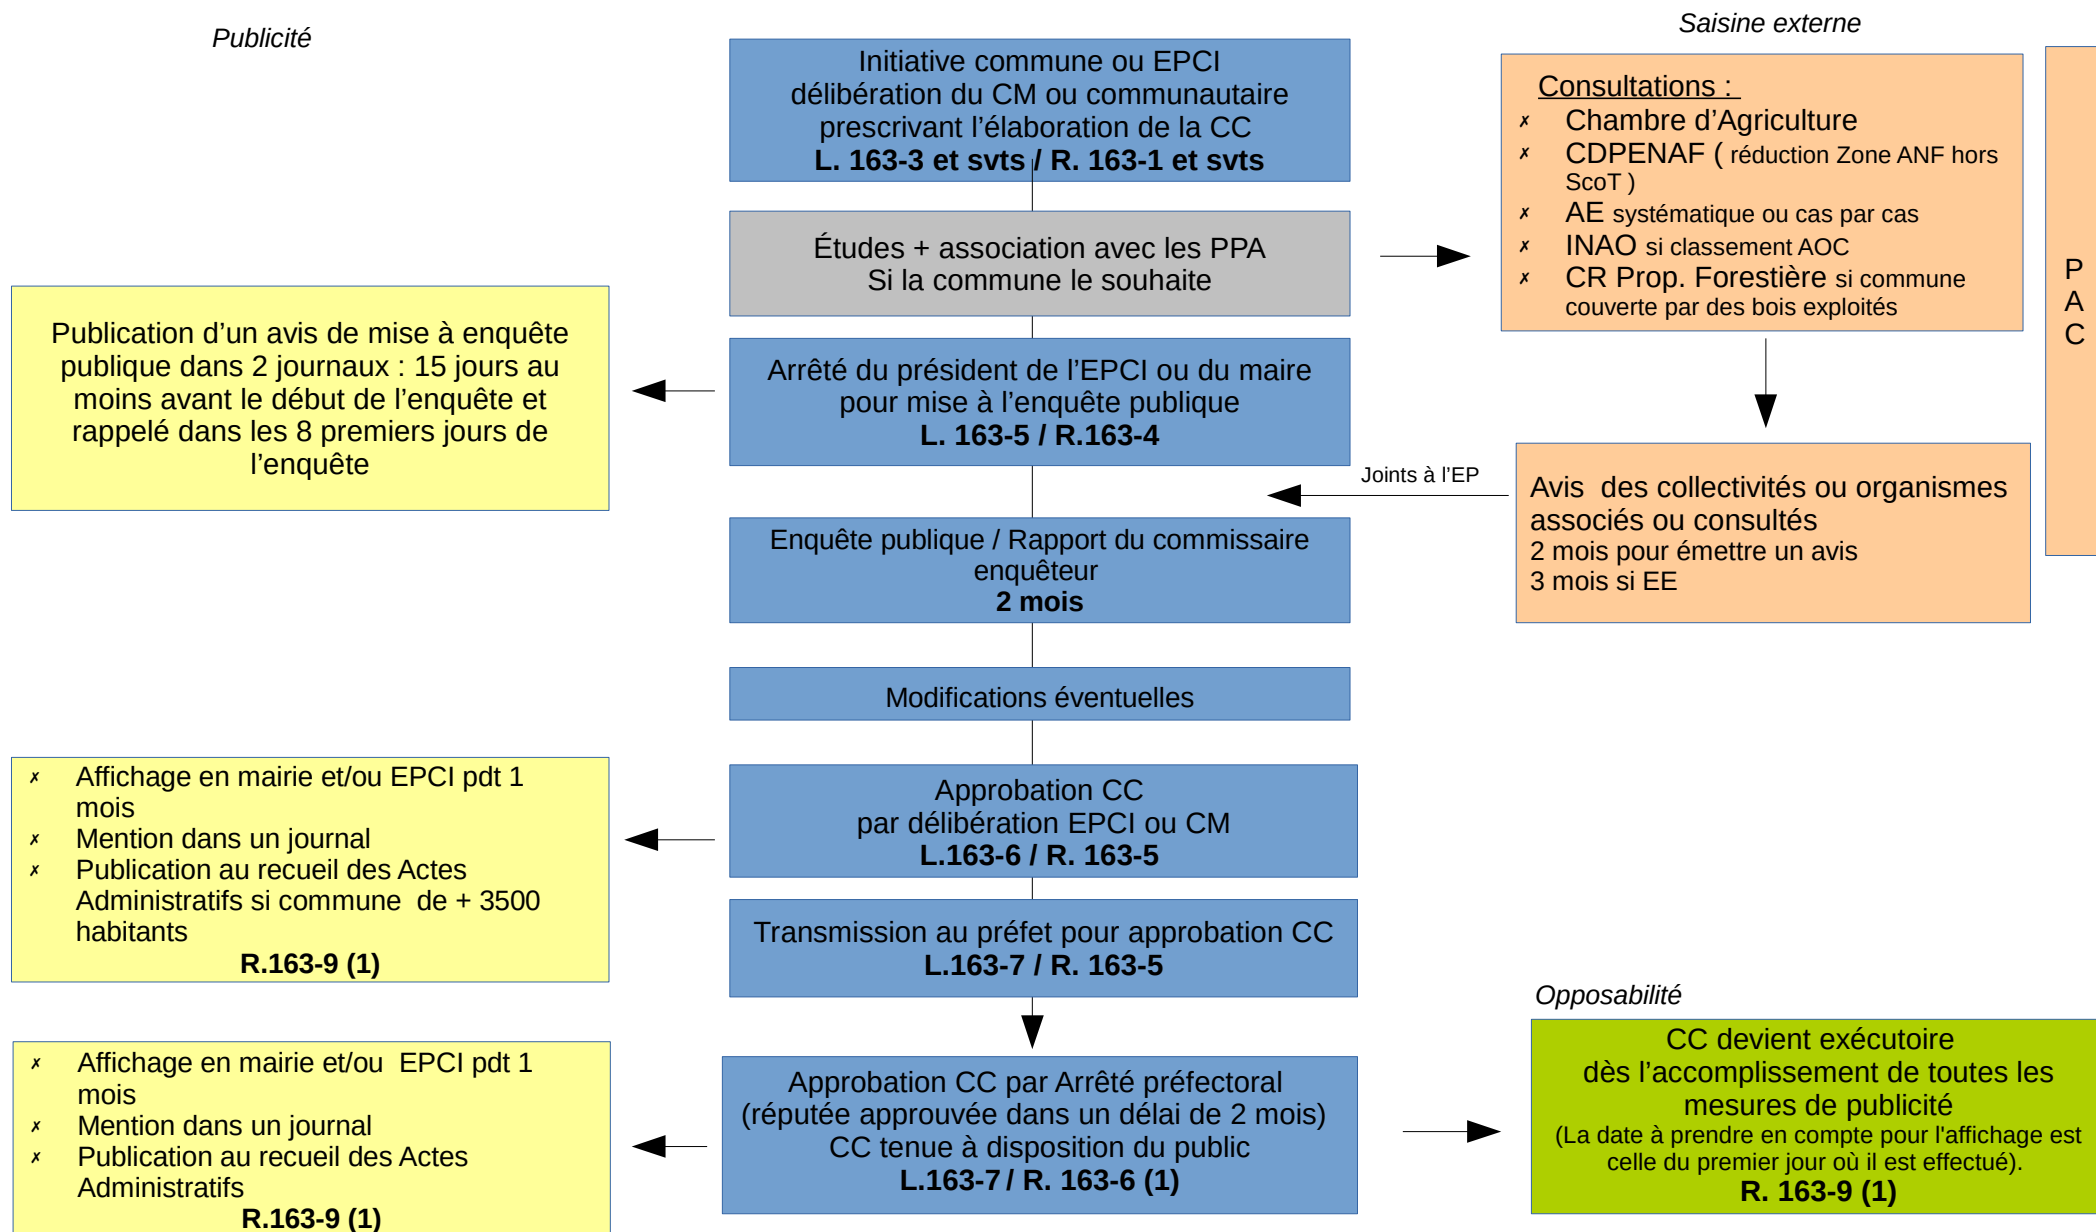 Publicité
Saisine externe
Initiative commune ou EPCI
délibération du CM ou communautaire
prescrivant l’élaboration de la CC
L. 163-3 et svts / R. 163-1 et svts
Consultations :
✗ Chambre d’Agriculture
✗ CDPENAF ( réduction Zone ANF hors
ScoT )
✗ AE systématique ou cas par cas
✗ INAO si classement AOC
✗ CR Prop. Forestière si commune
couverte par des bois exploités
P
A
C
Études + association avec les PPA
Si la commune le souhaite
Publication d’un avis de mise à enquête
publique dans 2 journaux : 15 jours au
moins avant le début de l’enquête et
rappelé dans les 8 premiers jours de
l’enquête
Arrêté du président de l’EPCI ou du maire
pour mise à l’enquête publique
L. 163-5 / R.163-4
Joints à l’EP
Avis  des collectivités ou organismes
associés ou consultés
2 mois pour émettre un avis
3 mois si EE
Enquête publique / Rapport du commissaire
enquêteur
2 mois
Modifications éventuelles
✗ Affichage en mairie et/ou EPCI pdt 1
mois
✗ Mention dans un journal
✗ Publication au recueil des Actes
Administratifs si commune  de + 3500
habitants
R.163-9 (1)
Approbation CC
par délibération EPCI ou CM
L.163-6 / R. 163-5
Transmission au préfet pour approbation CC
L.163-7 / R. 163-5
Opposabilité
✗ Affichage en mairie et/ou  EPCI pdt 1
mois
✗ Mention dans un journal
✗ Publication au recueil des Actes
Administratifs
R.163-9 (1)
Approbation CC par Arrêté préfectoral
(réputée approuvée dans un délai de 2 mois)
CC tenue à disposition du public
L.163-7 / R. 163-6 (1)
CC devient exécutoire
dès l’accomplissement de toutes les
mesures de publicité
(La date à prendre en compte pour l'affichage est
celle du premier jour où il est effectué).
R. 163-9 (1)